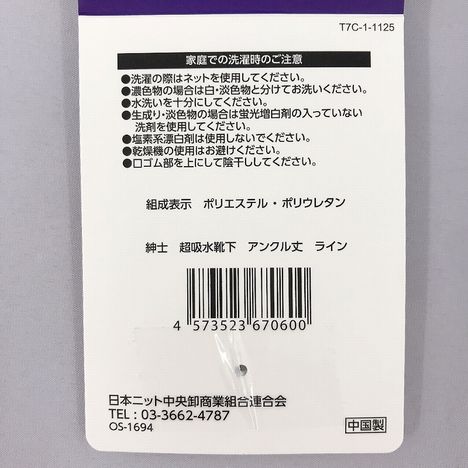 T7C-1-1125
家庭での洗濯時のご注意
●洗濯の際はネットを使用してください。
●濃色物の場合は白・淡色物と分けてお洗いください。
●水洗いを十分にしてください。
●生成り・淡色物の場合は蛍光増白剤の入っていない
洗剤を使用してください。
●塩素系漂白剤は使用しないでください。
●乾燥機の使用はお避けください。
●口ゴム部を上にして陰干ししてください。
組成表示 ポリエステル・ポリウレタン
紳士 超吸水靴下 アンクル丈 ライン
4 573523 670600
日本ニット中央卸商業組合連合会
TEL : 03-3662-4787
OS-1694
中国製